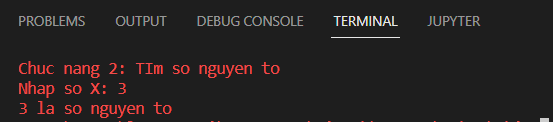 PROBLEMS OUTPUT DEBUG CONSOLE TERMINAL JUPYTER
Chuc nang 2: TIm so nguyen to
Nhap so X: 3
3 la so nguyen to